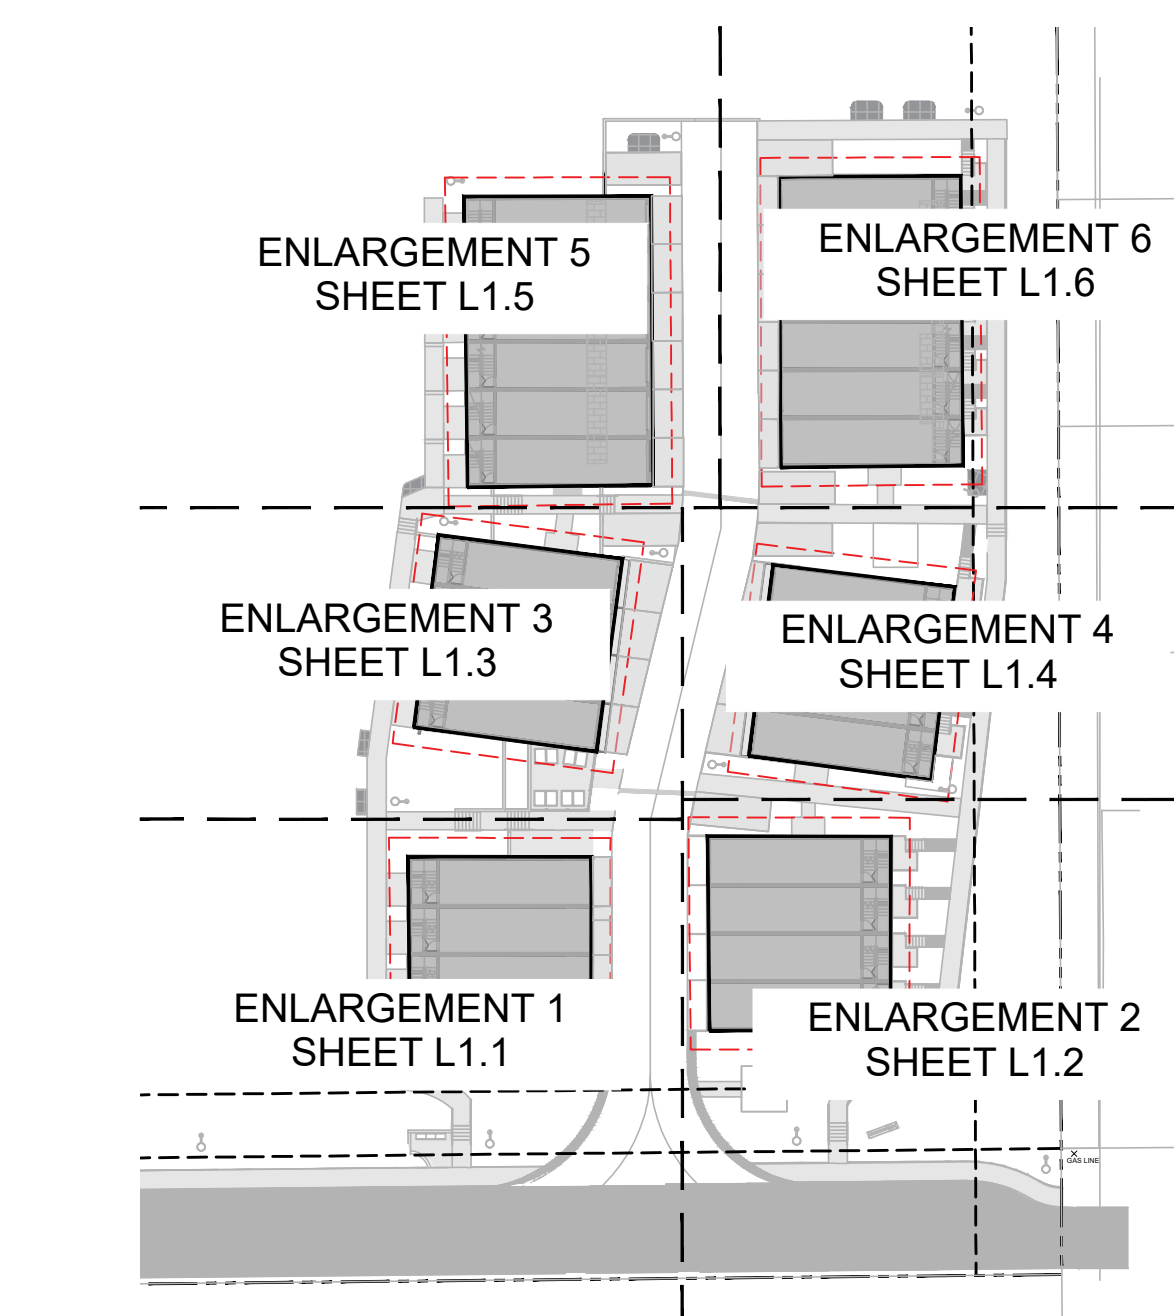 ENLARGEMENT 5
SHEET L1.5
ENLARGEMENT 6
SHEET L1.6
ENLARGEMENT 3
SHEET L1.3
ENLARGEMENT 4
SHEET L1.4
ENLARGEMENT 1
SHEET L1.1
ENLARGEMENT 2
SHEET L1.2
GAS LINE